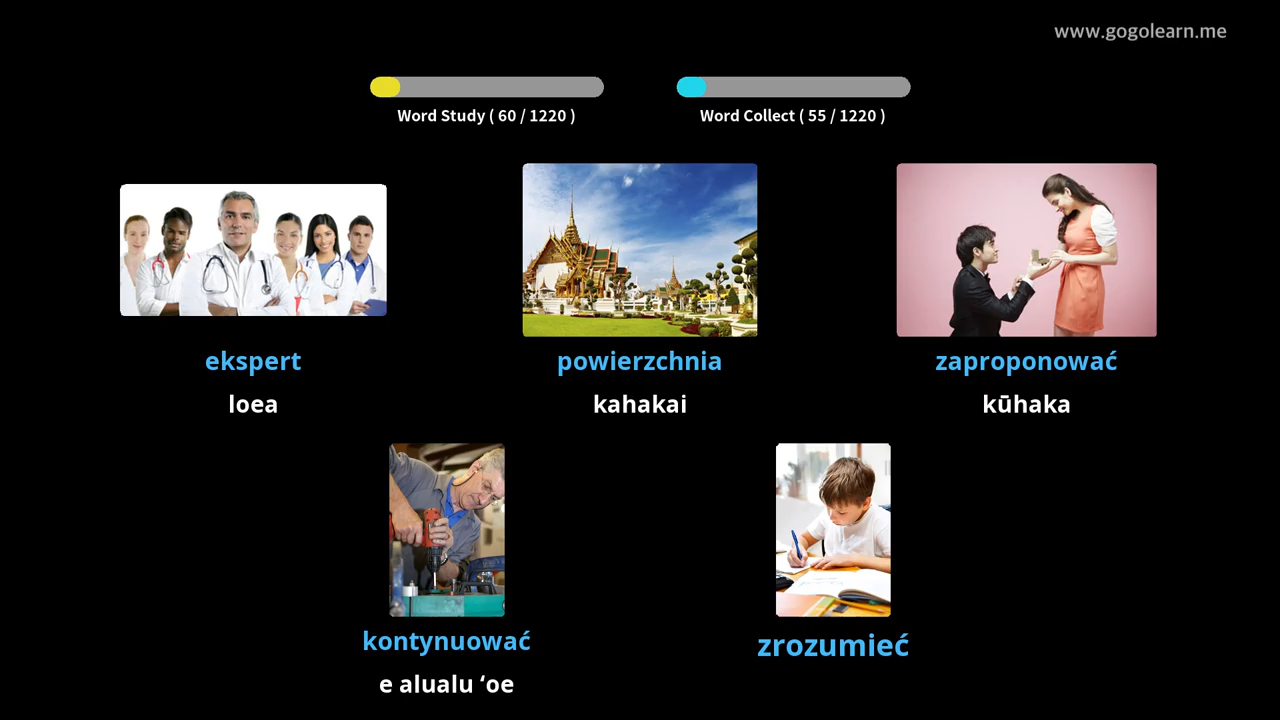 www.gogolearn.me
Word Study ( 60 / 1220 )
Word Collect ( 55 / 1220 )
ekspert
loea
powierzchnia
kahakai
zaproponować
kūhaka
kontynuować
e alualu ʻoe
zrozumieć